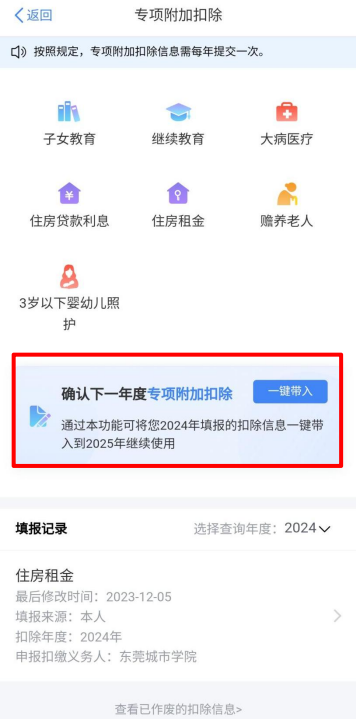 返回
专项附加扣除
按照规定，专项附加扣除信息需每年提交一次。
子女教育
继续教育
大病医疗
住房贷款利息
住房租金
赡养老人
3岁以下婴幼儿照
护
确认下一年度专项附加扣除
一键带入
通过本功能可将您2024年填报的扣除信息一键带
入到2025年继续使用
填报记录
选择查询年度：2024
住房租金
最后修改时间：2023-12-05
填报来源：本人
扣除年度：2024年
申报扣缴义务人：东莞城市学院
查看已作废的扣除信息>